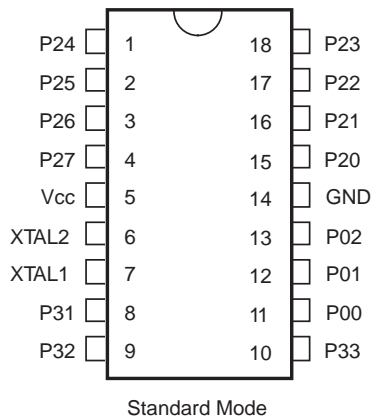 P24 1 18 P23
P25 2 17 P22
P26 3 16 P21
P27 4 15 P20
Vcc 5 14 GND
XTAL2 6 13 P02
XTAL1 7 12 P01
P31 8 11 P00
P32 9 10 P33
Standard Mode